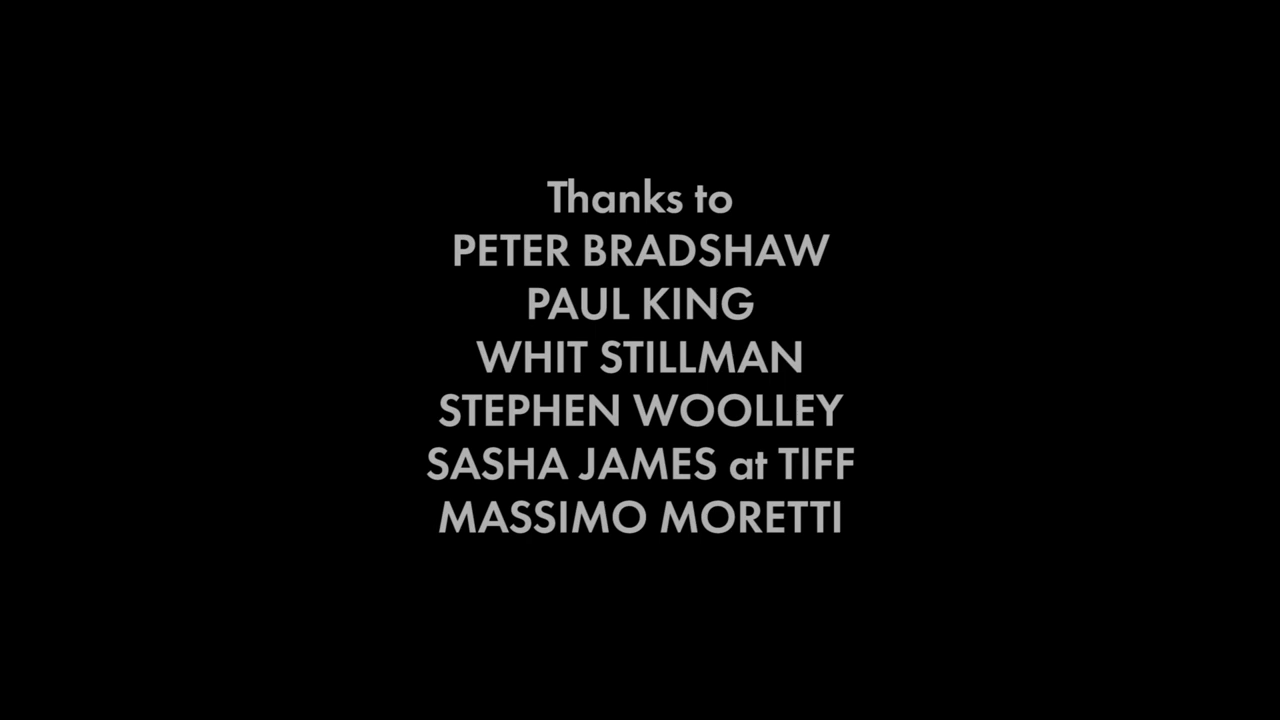 Thanks to
PETER BRADSHAW
PAUL KING
WHIT STILLMAN
STEPHEN WOOLLEY
SASHA JAMES at TIFF
MASSIMO MORETTI